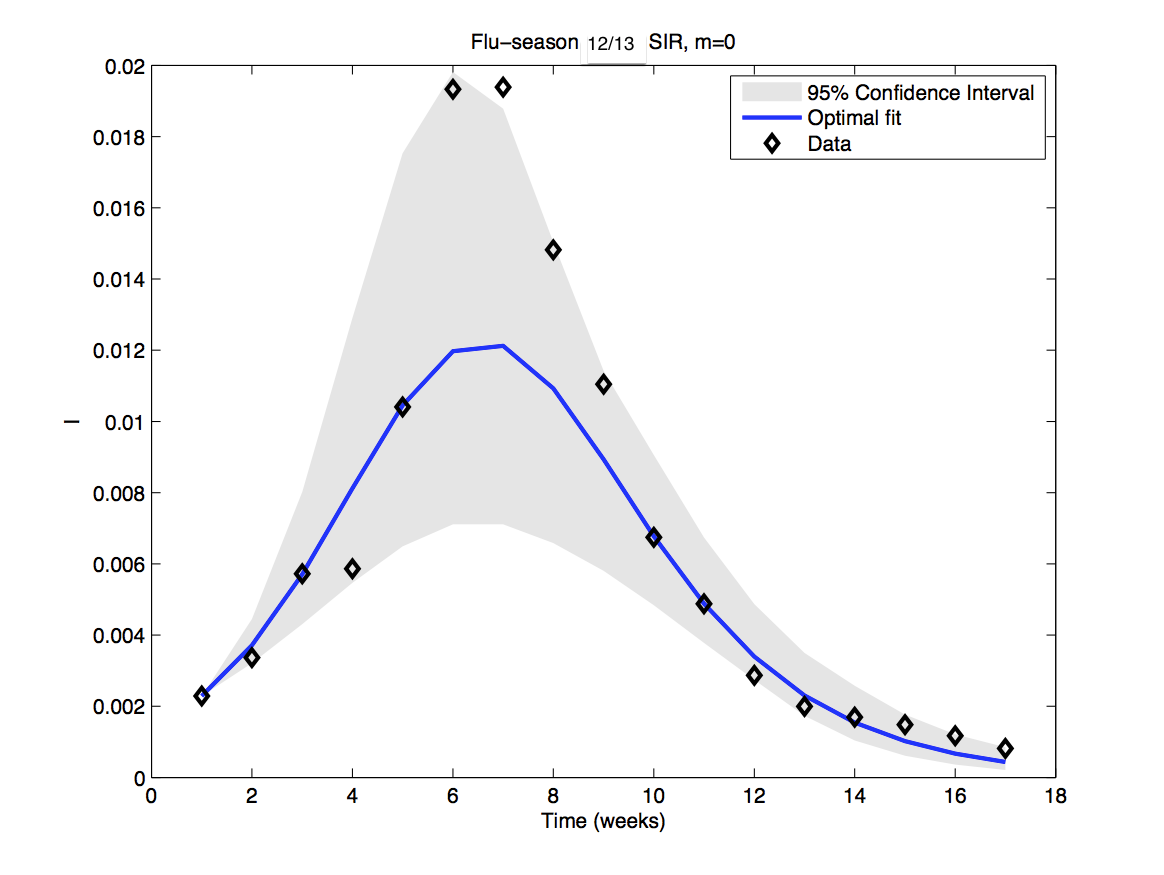 Flu−season 12/13 SIR, m=0
95% Confidence Interval
Optimal fit
Data
0.02
0.018
0.016
0.014
0.012
0.01
0.008
0.006
0.004
0.002
0
I
0 2 4 6 8 10 12 14 16 18
Time (weeks)